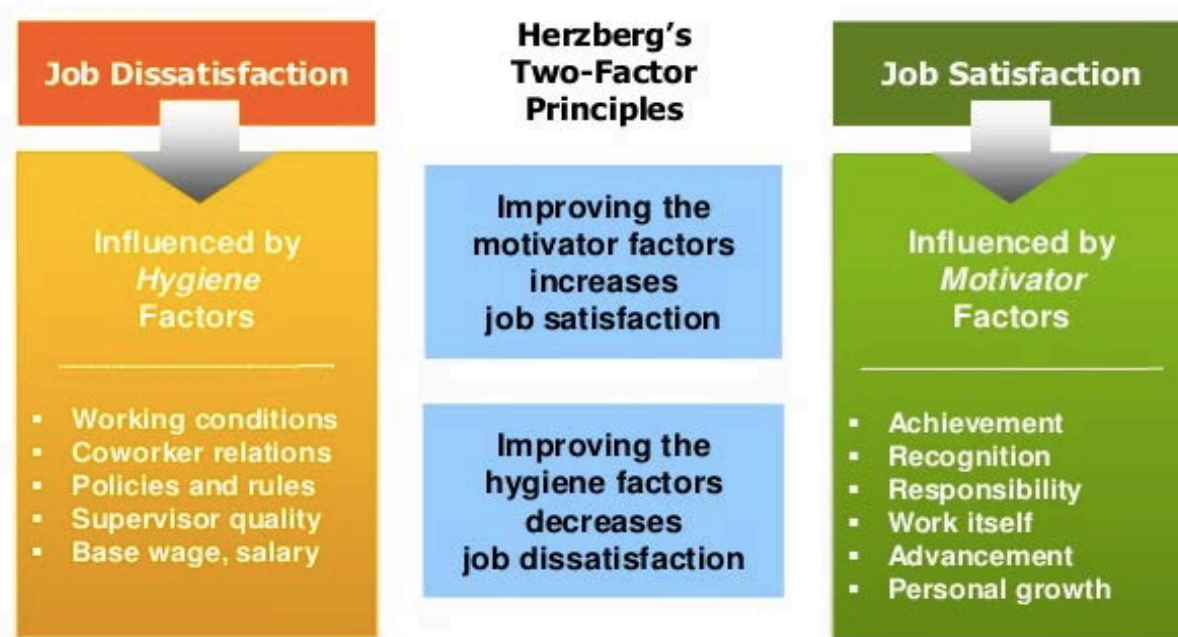 Job Dissatisfaction
Influenced by
Hygiene
Factors
▪ Working conditions
▪ Coworker relations
▪ Policies and rules
▪ Supervisor quality
▪ Base wage, salary
Herzberg's
Two-Factor
Principles
Improving the
motivator factors
increases
job satisfaction
Improving the
hygiene factors
decreases
job dissatisfaction
Job Satisfaction
Influenced by
Motivator
Factors
▪ Achievement
▪ Recognition
▪ Responsibility
▪ Work itself
▪ Advancement
▪ Personal growth